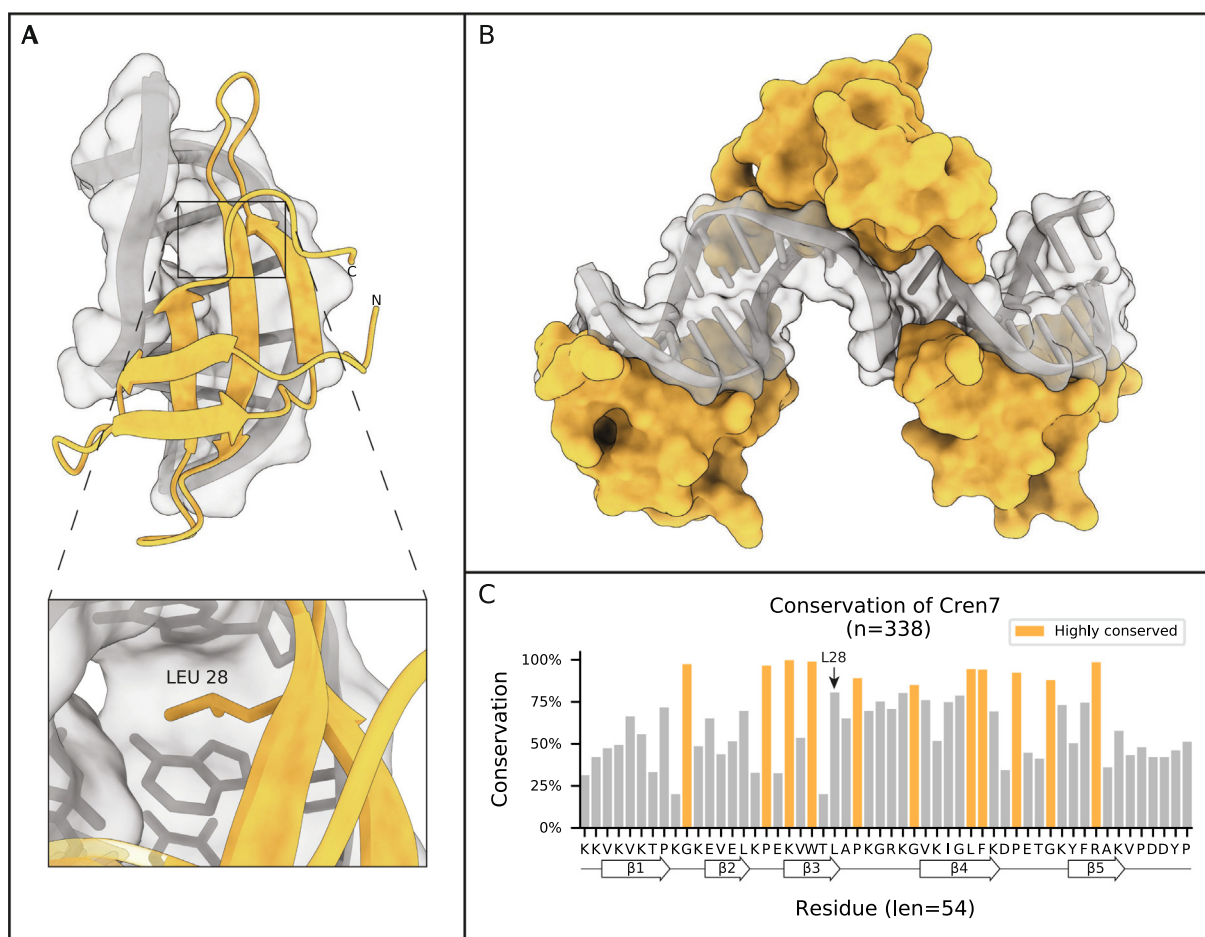 A
C
N
LEU 28
B
C
Conservation of Cren7
(n=338)
Highly conserved
L28
100%
75%
50%
25%
0%
Conservation
KKVKVKTPKGKEVELKPEKVWTLAPKGRKGVKIGLFKDPETGKYFRAKVPDDYP
β1 β2 β3 β4 β5
Residue (len=54)